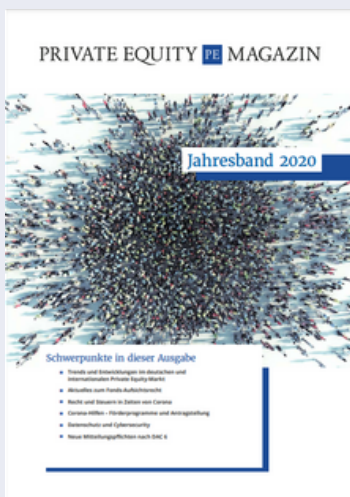 PRIVATE EQUITY PE MAGAZIN
Jahresband 2020
Schwerpunkte in dieser Ausgabe
Trends und Entwicklungen im deutschen und
internationalen Private Equity-Markt
Aktuelles zum Fonds-Aufsichtsrecht
Recht und Steuern in Zeiten von Corona
Corona-Hilfen – Förderprogramme und Antragstellung
Datenschutz und Cybersecurity
Neue Mitteilungspflichten nach DAC 6